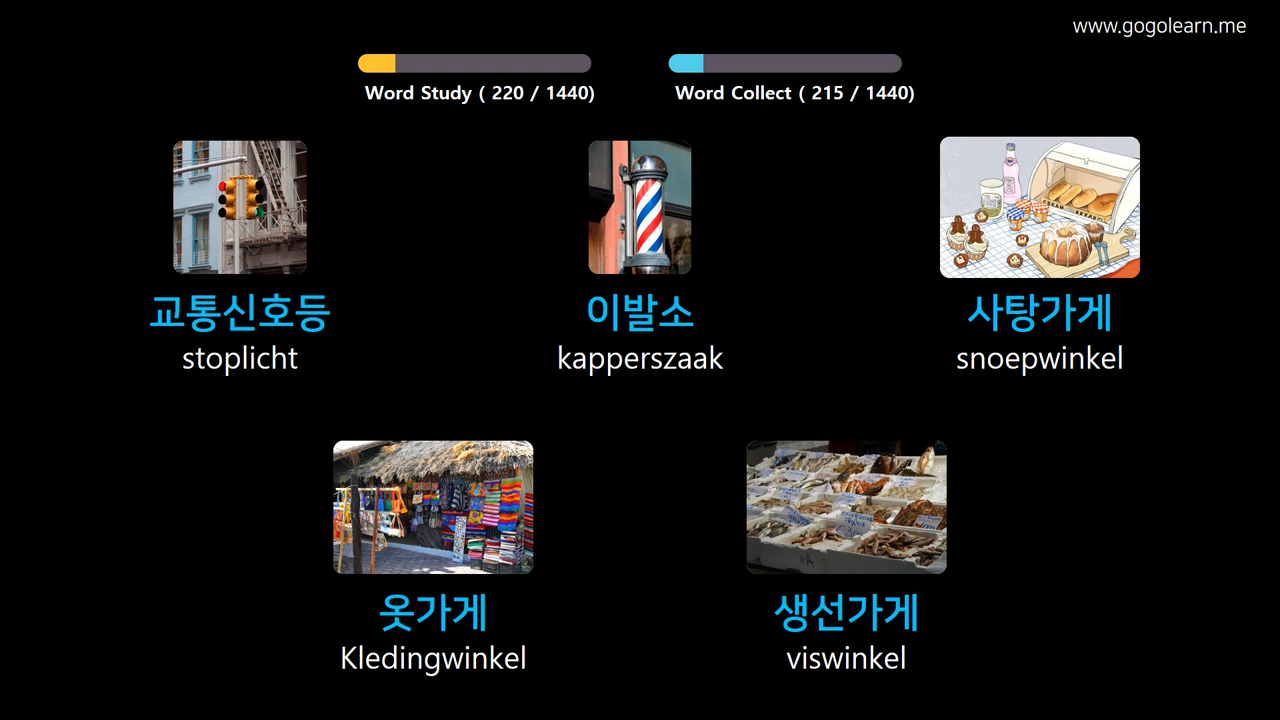 www.gogolearn.me
Word Study ( 220 / 1440)
Word Collect ( 215 / 1440)
교통신호등
stoplicht
이발소
kapperszaak
사탕가게
snoepwinkel
옷가게
Kledingwinkel
생선가게
viswinkel